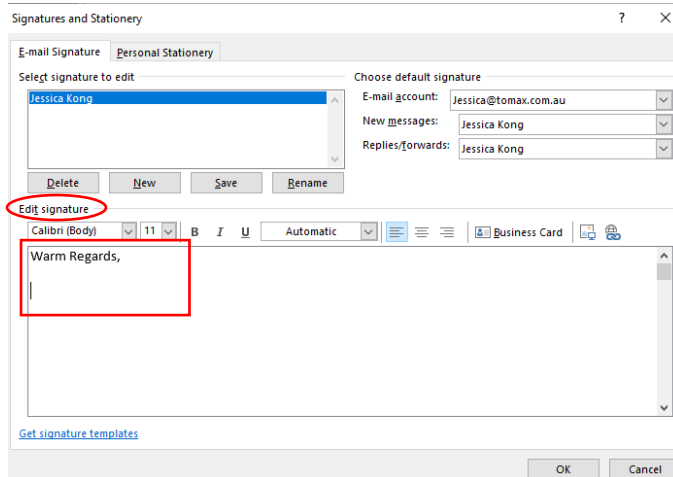 Signatures and Stationery ? ×
E-mail Signature Personal Stationery
Select signature to edit Choose default signature
Jessica Kong
E-mail account: Jessica@tomax.com.au
New messages: Jessica Kong
Replies/forwards: Jessica Kong
Delete New Save Rename
Edit signature
Calibri (Body) 11 B I U Automatic Business Card
Warm Regards,
Get signature templates
OK Cancel